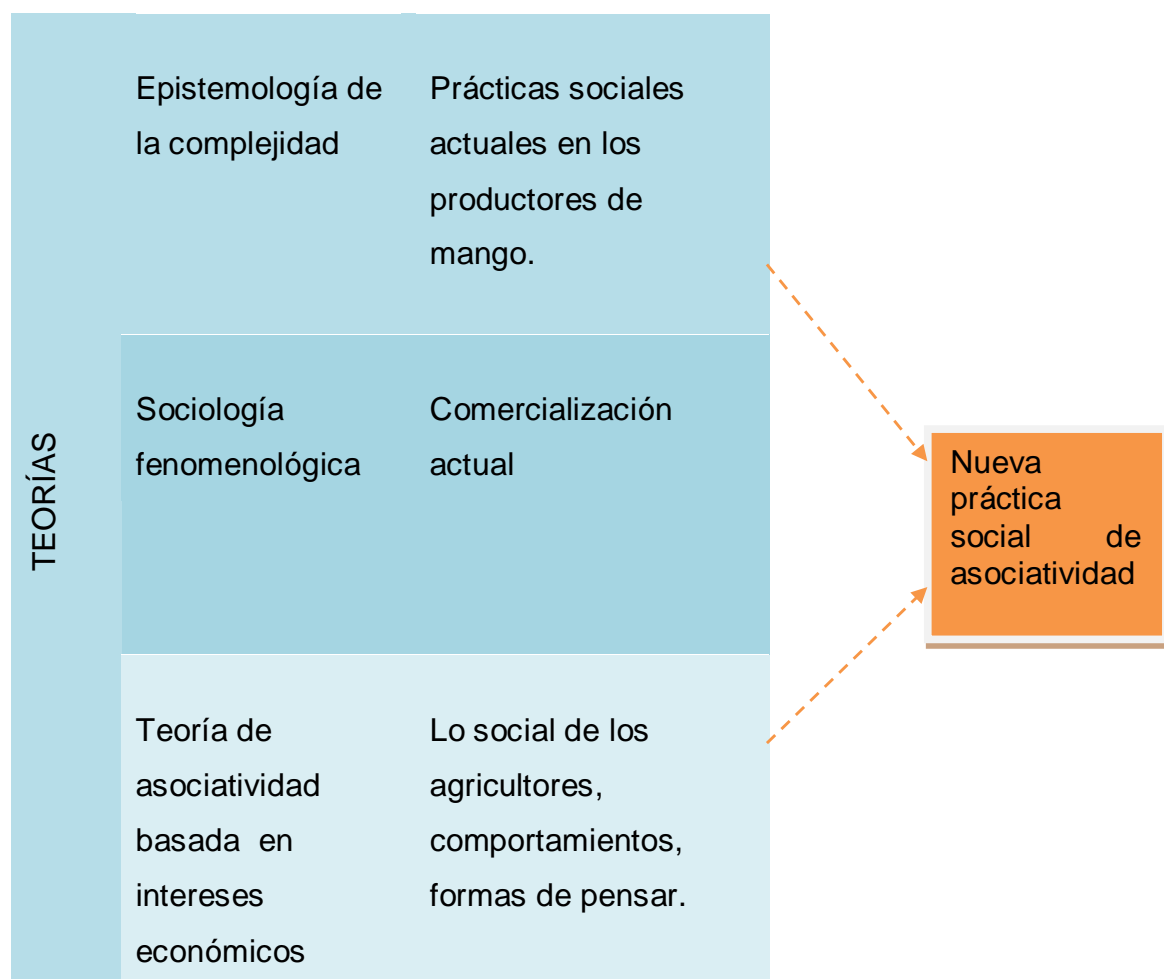 TEORÍAS
Epistemología de
la complejidad
Prácticas sociales
actuales en los
productores de
mango.
Sociología
fenomenológica
Comercialización
actual
Teoría de
asociatividad
basada en
intereses
económicos
Lo social de los
agricultores,
comportamientos,
formas de pensar.
Nueva
práctica
social de
asociatividad